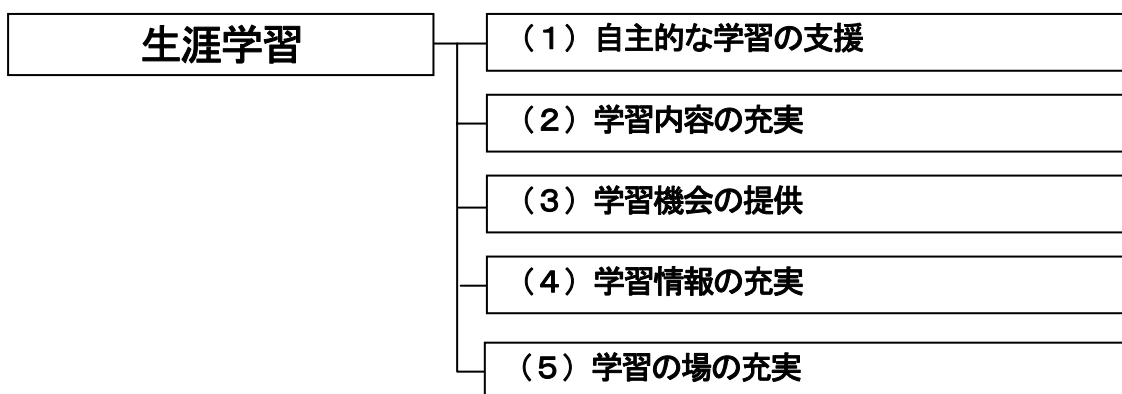 生涯学習
（１）自主的な学習の支援
（２）学習内容の充実
（３）学習機会の提供
（４）学習情報の充実
（５）学習の場の充実